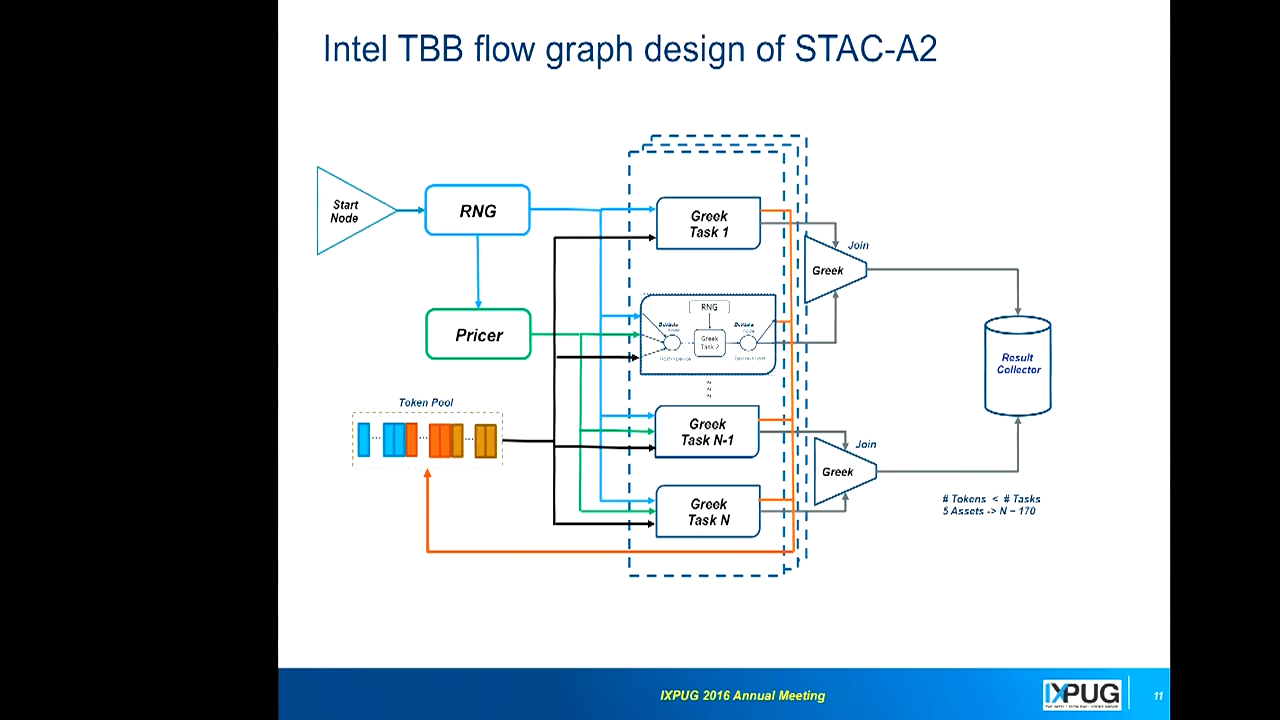 Intel TBB flow graph design of STAC-A2
Start
Node
RNG
Pricer
Token Pool
Greek
Task 1
RNG
Greek
Task 2
Greek
Task N-1
Greek
Task N
Join
Greek
Join
Greek
Result
Collector
# Tokens < # Tasks
5 Assets -> N ~ 170
IXPUG 2016 Annual Meeting
IXPUG
11